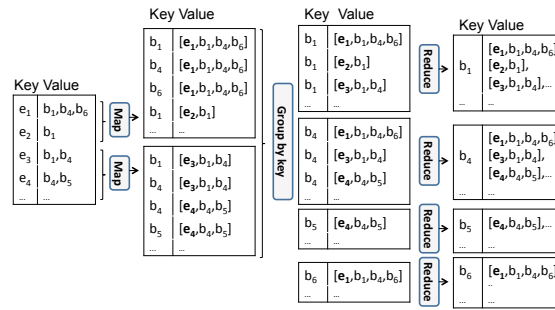 Key Value
e1 b1,b4,b6
e2 b1
e3 b1,b4
e4 b4,b5
... ...
Map
Map
Key Value
b1 [e1,b1,b4,b6]
b4 [e1,b1,b4,b6]
b6 [e1,b1,b4,b6]
b1 [e2,b1]
... ...
b1 [e3,b1,b4]
b4 [e3,b1,b4]
b4 [e4,b4,b5]
b5 [e4,b4,b5]
... ...
Group by key
Key Value
b1 [e1,b1,b4,b6]
b1 [e2,b1]
b1 [e3,b1,b4]
... ...
b4 [e1,b1,b4,b6]
b4 [e3,b1,b4]
b4 [e4,b4,b5]
... ...
b5 [e4,b4,b5]
... ...
b6 [e1,b1,b4,b6]
... ...
Reduce
Reduce
Reduce
Reduce
Key Value
b1 [e1,b1,b4,b6]
[e2,b1],
[e3,b1,b4],...
... ...
b4 [e1,b1,b4,b6]
[e3,b1,b4],
[e4,b4,b5],...
... ...
b5 [e4,b4,b5],...
... ...
b6 [e1,b1,b4,b6]
..
... ...